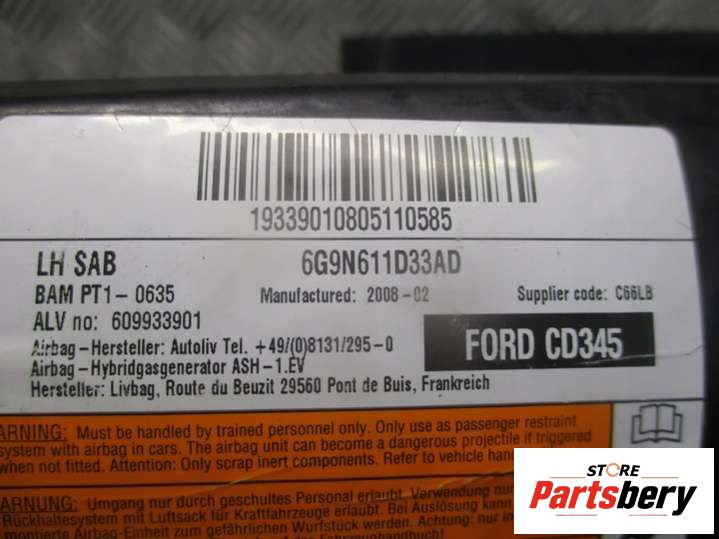 19339010805110585
LH SAB 6G9N611D33AD
BAM PT1-0635 Manufactured: 2008-02 Supplier code: C66LB
ALV no: 609933901
Airbag-Hersteller: Autoliv Tel. +49/(0)8131/295-0
Airbag-Hybridgasgenerator ASH-1.EV
FORD CD345
Hersteller: Livbag, Route du Beuzit 29560 Pont de Buis, Frankreich
WARNING: Must be handled by trained personnel only. Only use as passenger restraint
system with airbag in cars. The airbag unit can become a dangerous projectile if triggered
when not fitted. Attention: Only scrap inert components. Refer to vehicle hand
WARNUNG: Umgang nur durch geschultes Personal erlaubt. Verwendung nur
Rückhaltesystem mit Luftsack für Kraftfahrzeuge erlaubt. Bei Auslösung
montierte Airbag-Einheit zum gefährlichen Wurfstück werden. Achtung: nur
STORE
Partsbery